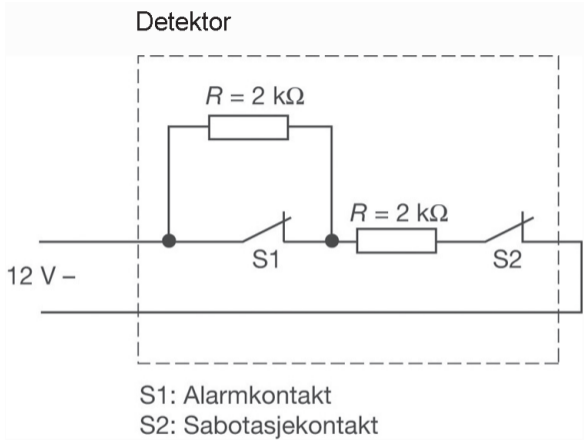 Detektor
R = 2 kΩ
R = 2 kΩ
S1
S2
12 V –
S1: Alarmkontakt
S2: Sabotasjekontakt